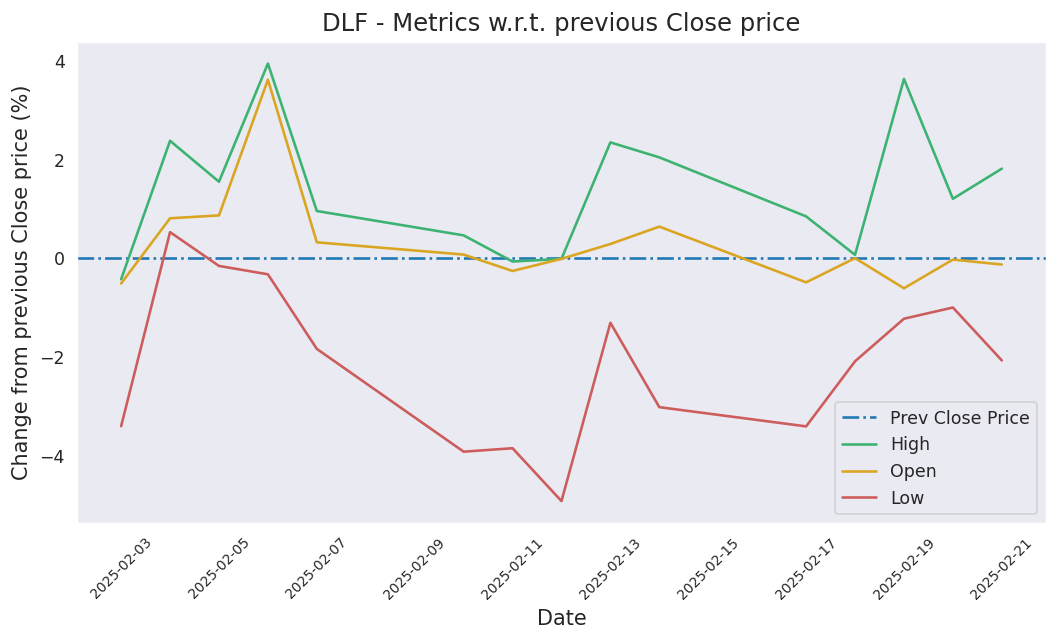 DLF - Metrics w.r.t. previous Close price
Change from previous Close price (%)
4
2
0
−2
−4
Prev Close Price
High
Open
Low
2025-02-03
2025-02-05
2025-02-07
2025-02-09
2025-02-11
2025-02-13
2025-02-15
2025-02-17
2025-02-19
2025-02-21
Date